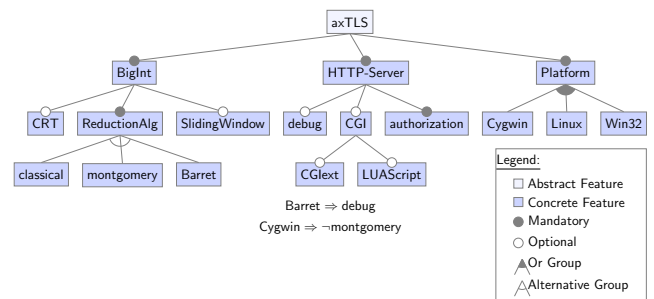 axTLS
BigInt HTTP-Server Platform
CRT ReductionAlg SlidingWindow debug CGI authorization Cygwin Linux Win32
classical montgomery Barret CGIext LUAScript
Barret ⇒ debug
Cygwin ⇒ ¬montgomery
Legend:
Abstract Feature
Concrete Feature
Mandatory
Optional
Or Group
Alternative Group